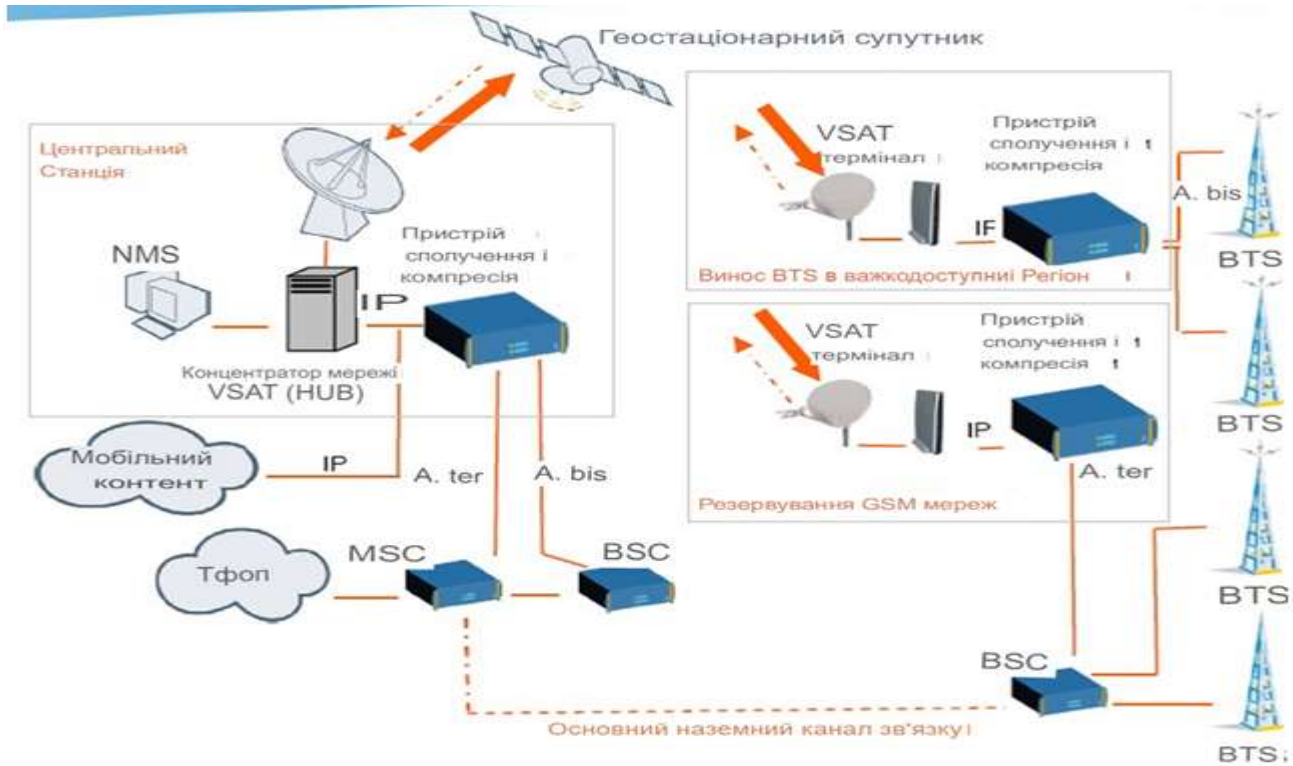 Геостаціонарний супутник
Центральний
Станція
NMS
Пристрій
сполучення і
компресія
IP
Концентратор мережі
VSAT (HUB)
Мобільний
контент
IP
A. ter
A. bis
Тфоп
MSC
BSC
VSAT
термінал
Пристрій
сполучення і
компресія
IF
A. bis
Винос BTS в важкодоступниї Регіон
BTS
BTS
VSAT
термінал
Пристрій
сполучення і
компресія
IP
A. ter
Резервування GSM мереж
BTS
BSC
Основний наземний канал зв'язку
BTS